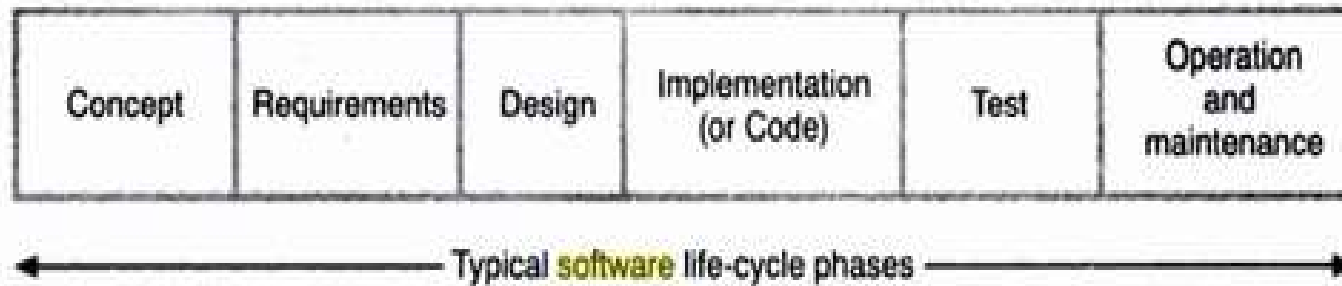 Concept
Requirements
Design
Implementation
(or Code)
Test
Operation
and
maintenance
Typical software life-cycle phases